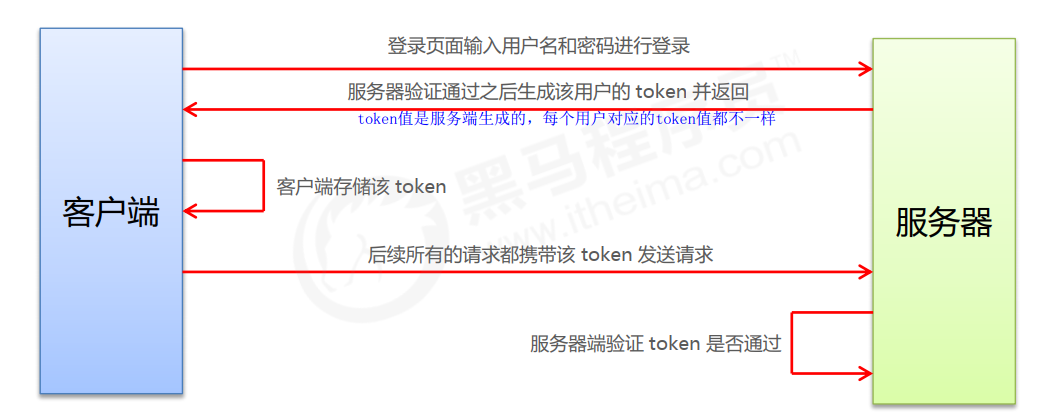 登录页面输入用户名和密码进行登录
服务器验证通过之后生成该用户的 token 并返回
token值是服务端生成的，每个用户对应的token值都不一样
客户端存储该 token
客户端
后续所有的请求都携带该 token 发送请求
服务器
服务器端验证 token 是否通过
黑马程序员™
www.itheima.com